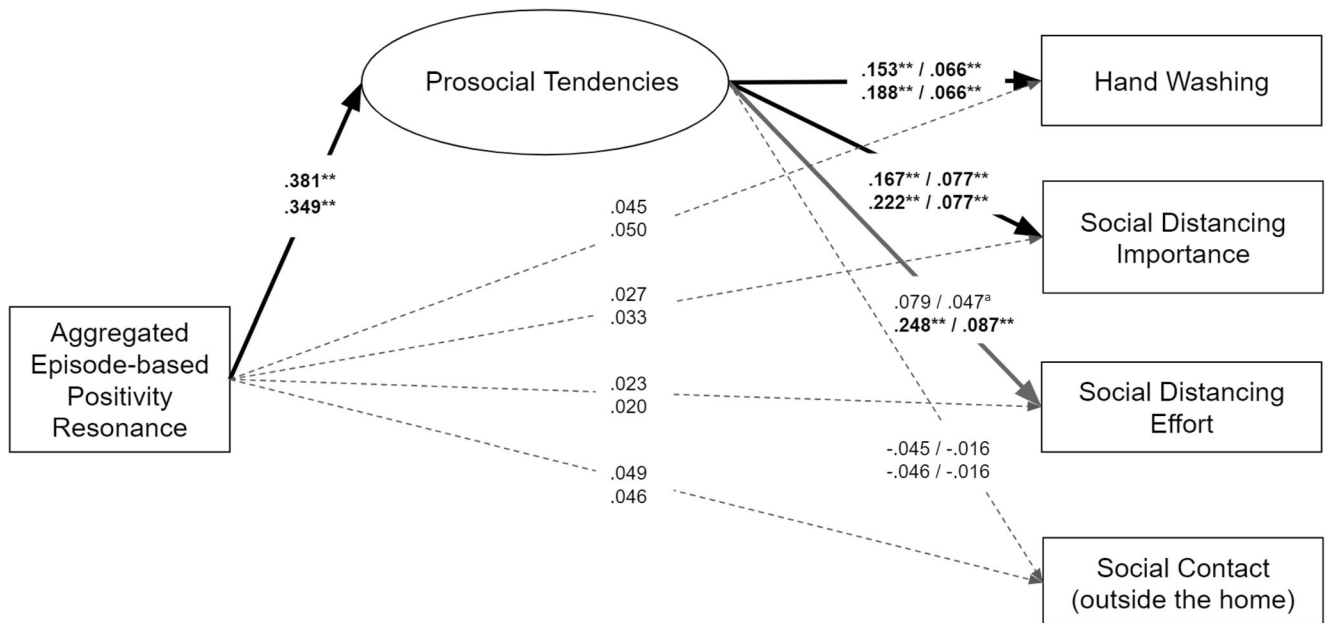 Prosocial Tendencies
.153** / .066**
.188** / .066**
Hand Washing
.381**
.349**
.167** / .077**
.222** / .077**
.045
.050
Social Distancing
Importance
.027
.033
.079 / .047ª
.248** / .087**
Aggregated
Episode-based
Positivity
Resonance
.023
.020
Social Distancing
Effort
-.045 / -.016
-.046 / -.016
.049
.046
Social Contact
(outside the home)